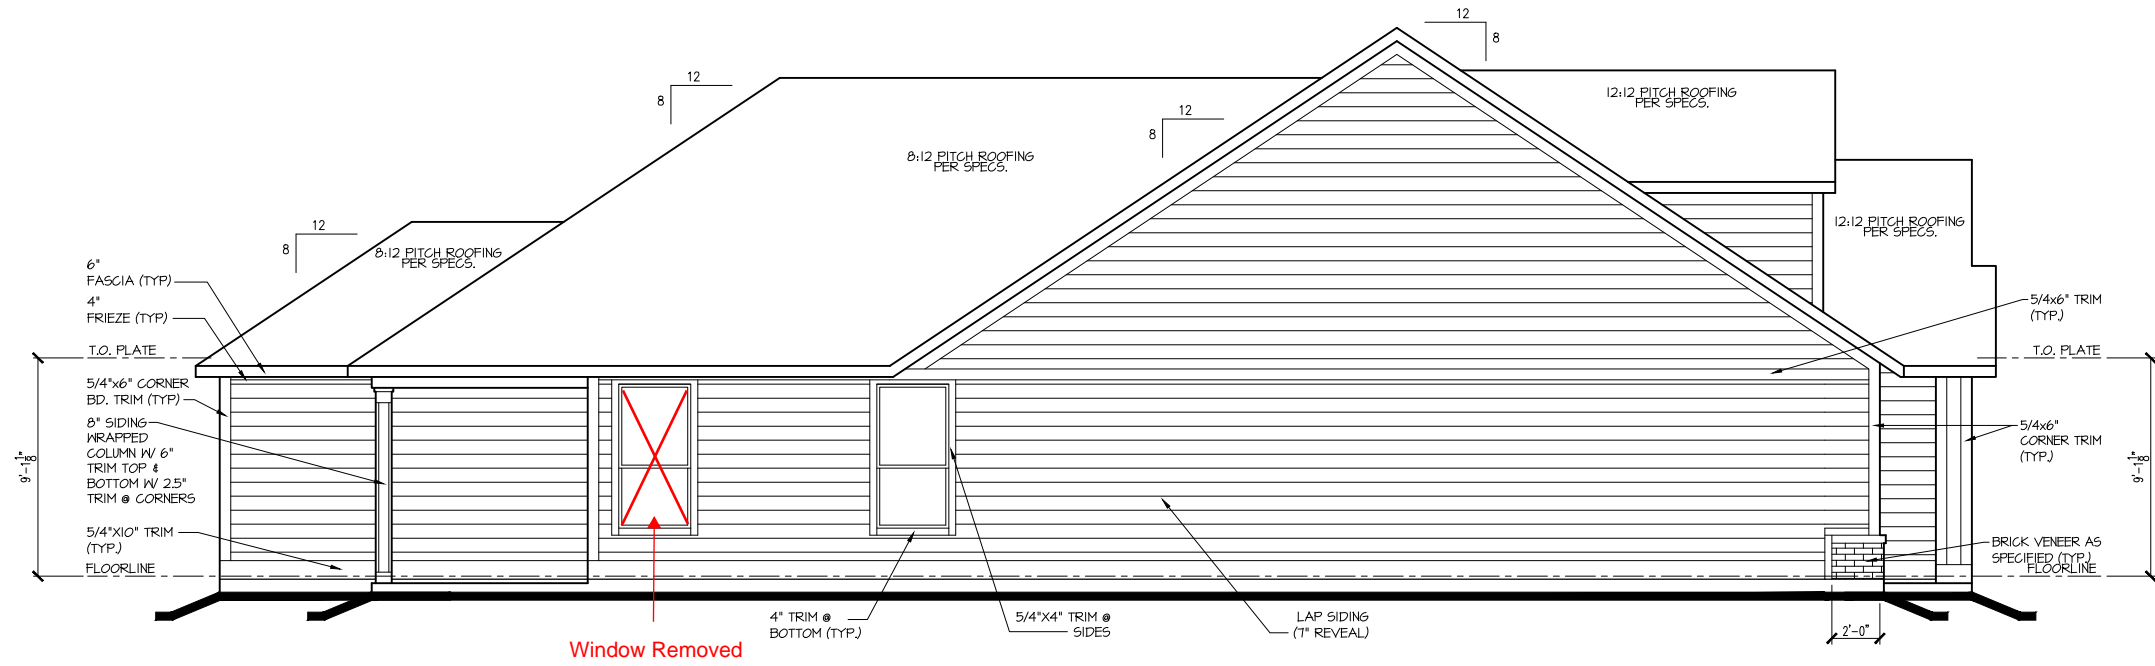 12
8
12
8
12:12 PITCH ROOFING
PER SPECS.
12
8
8:12 PITCH ROOFING
PER SPECS.
12
8
8:12 PITCH ROOFING
PER SPECS.
12:12 PITCH ROOFING
PER SPECS.
6"
FASCIA (TYP)
4"
FRIEZE (TYP)
T.O. PLATE
5/4"x6" CORNER
BD. TRIM (TYP)
8" SIDING
WRAPPED
COLUMN W/ 6"
TRIM TOP &
BOTTOM W/ 2.5"
TRIM @ CORNERS
5/4"X10" TRIM
(TYP.)
FLOORLINE
9'-1 1/8"
5/4x6" TRIM
(TYP.)
T.O. PLATE
5/4x6"
CORNER TRIM
(TYP.)
9'-1 1/8"
BRICK VENEER AS
SPECIFIED (TYP.)
FLOORLINE
4" TRIM @
BOTTOM (TYP.)
5/4"X4" TRIM @
SIDES
LAP SIDING
(7" REVEAL)
2'-0"
Window Removed